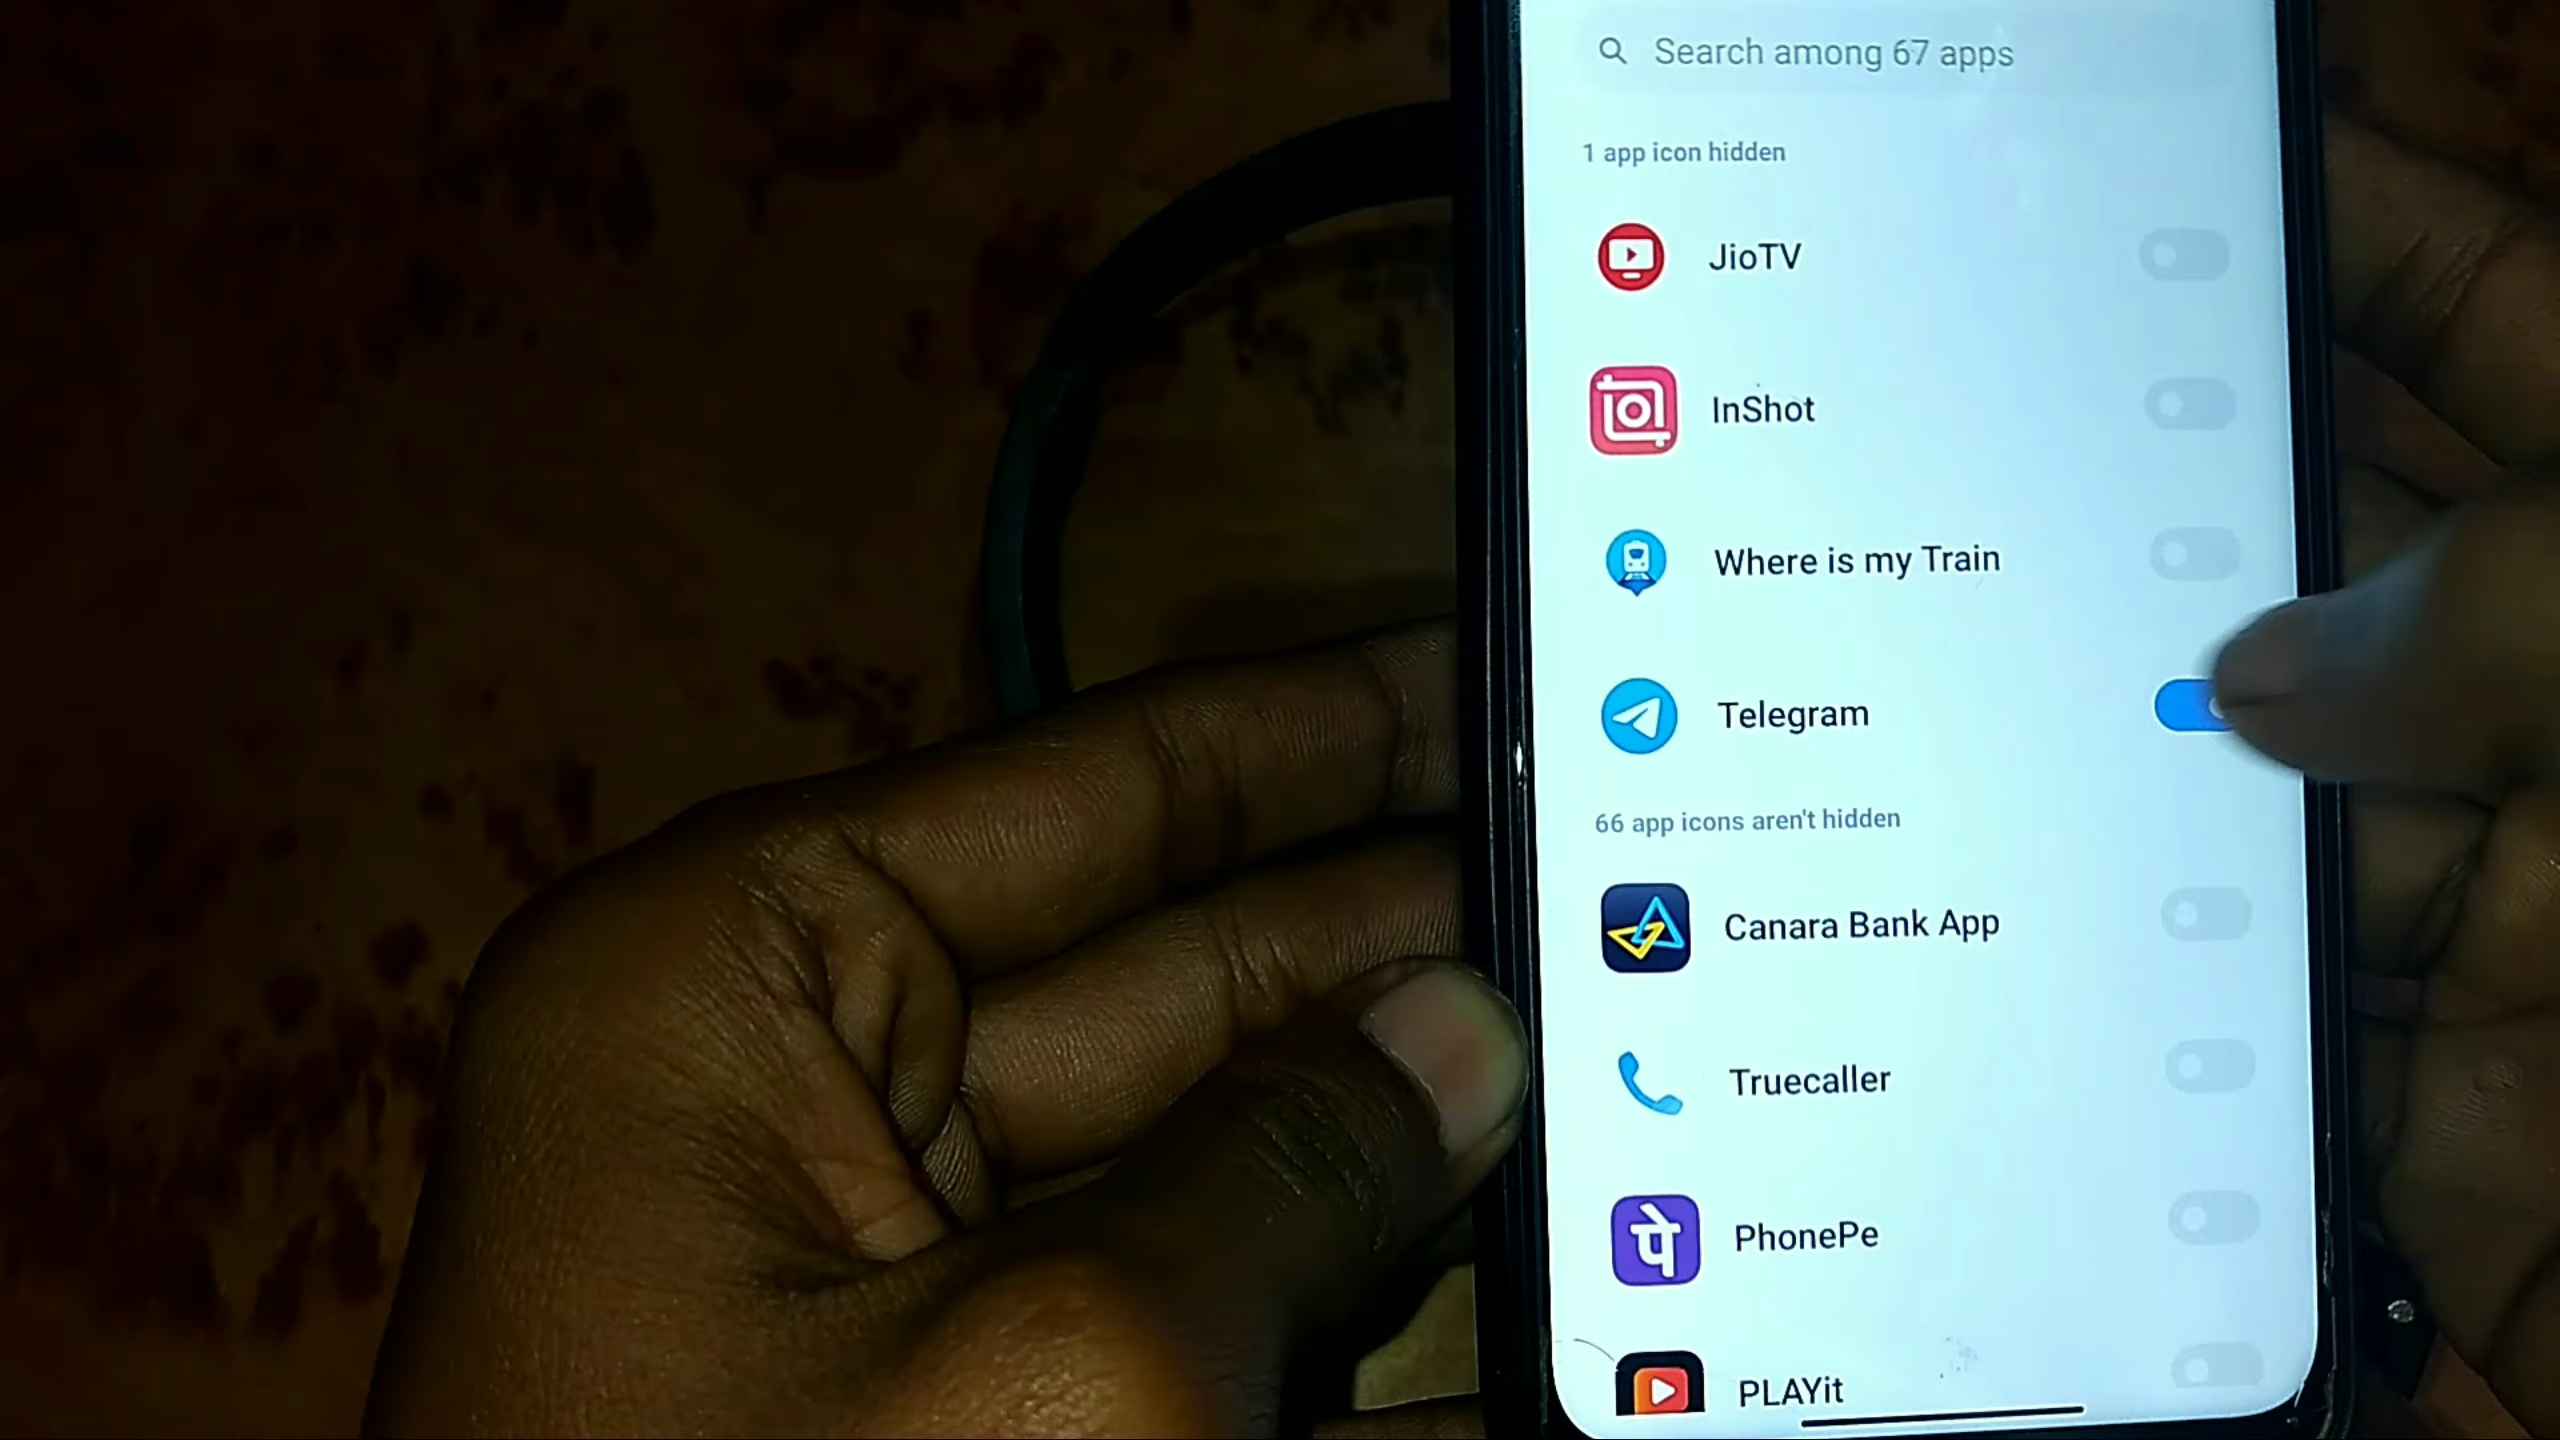 Search among 67 apps
1 app icon hidden
JioTV
InShot
Where is my Train
Telegram
66 app icons aren't hidden
Canara Bank App
Truecaller
पे
PhonePe
PLAYit